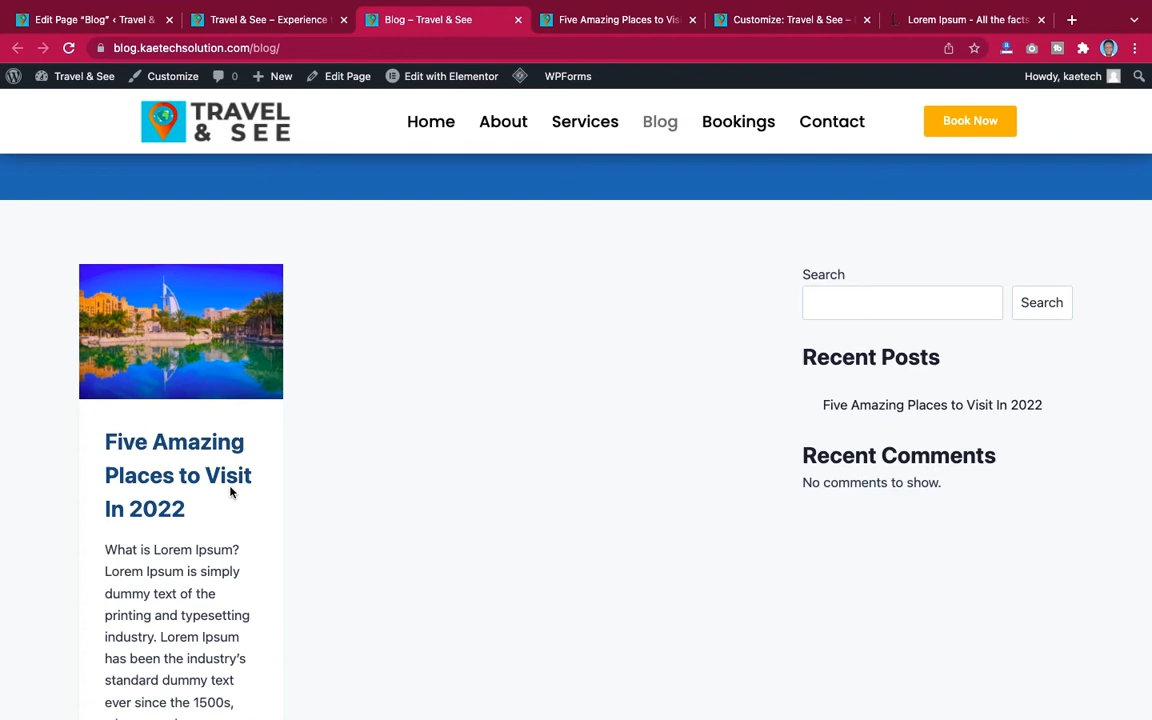 Edit Page “Blog” ‹ Travel &
Travel & See – Experience
Blog – Travel & See
Five Amazing Places to Vis
Customize: Travel & See –
Lorem Ipsum - All the facts
blog.kaetechsolution.com/blog/
Travel & See
Customize
0
New
Edit Page
Edit with Elementor
WPForms
Howdy, kaetech
TRAVEL
& SEE
Home
About
Services
Blog
Bookings
Contact
Book Now
Five Amazing
Places to Visit
In 2022
What is Lorem Ipsum?
Lorem Ipsum is simply
dummy text of the
printing and typesetting
industry. Lorem Ipsum
has been the industry’s
standard dummy text
ever since the 1500s,
Search
Search
Recent Posts
Five Amazing Places to Visit In 2022
Recent Comments
No comments to show.